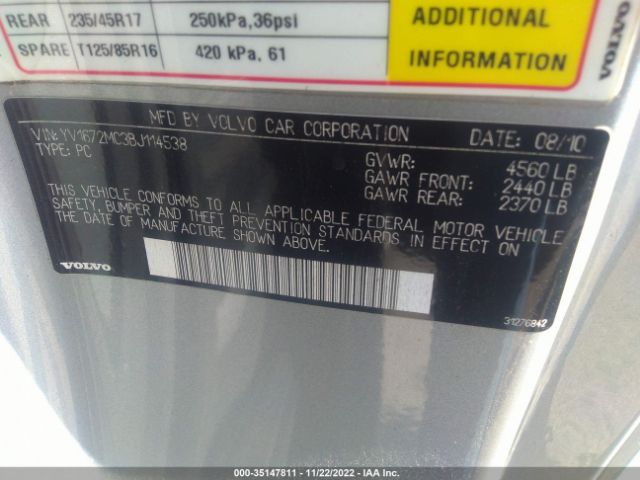 REAR 235/45R17 250kPa,36psi ADDITIONAL
SPARE T125/85R16 420 kPa, 61 INFORMATION
VOLVO
MFD BY VOLVO CAR CORPORATION DATE: 08/10
VIN: YV1672MC3BJ114538
TYPE: PC
GVWR: 4560 LB
GAWR FRONT: 2440 LB
GAWR REAR: 2370 LB
THIS VEHICLE CONFORMS TO ALL APPLICABLE FEDERAL MOTOR VEHICLE
SAFETY, BUMPER AND THEFT PREVENTION STANDARDS IN EFFECT ON
THE DATE OF MANUFACTURE SHOWN ABOVE.
VOLVO
31276842
000-35147811 - 11/22/2022 - IAA Inc.